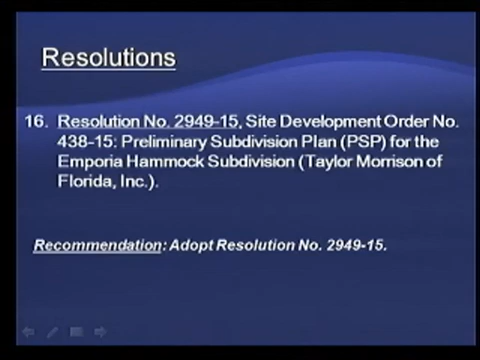 Resolutions
16. Resolution No. 2949-15, Site Development Order No.
438-15: Preliminary Subdivision Plan (PSP) for the
Emporia Hammock Subdivision (Taylor Morrison of
Florida, Inc.).
Recommendation: Adopt Resolution No. 2949-15.